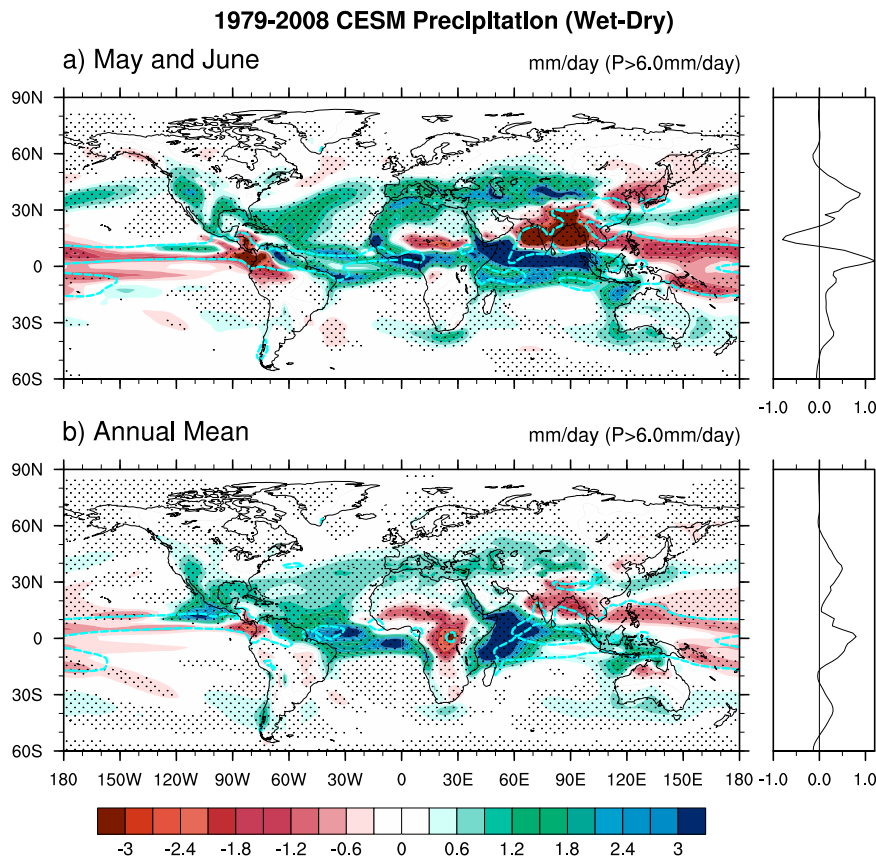 1979-2008 CESM Precipitation (Wet-Dry)
a) May and June
mm/day (P>6.0mm/day)
90N
60N
30N
0
30S
60S
-1.0 0.0 1.0
b) Annual Mean
mm/day (P>6.0mm/day)
90N
60N
30N
0
30S
60S
180 150W 120W 90W 60W 30W 0 30E 60E 90E 120E 150E 180
-1.0 0.0 1.0
-3 -2.4 -1.8 -1.2 -0.6 0 0.6 1.2 1.8 2.4 3